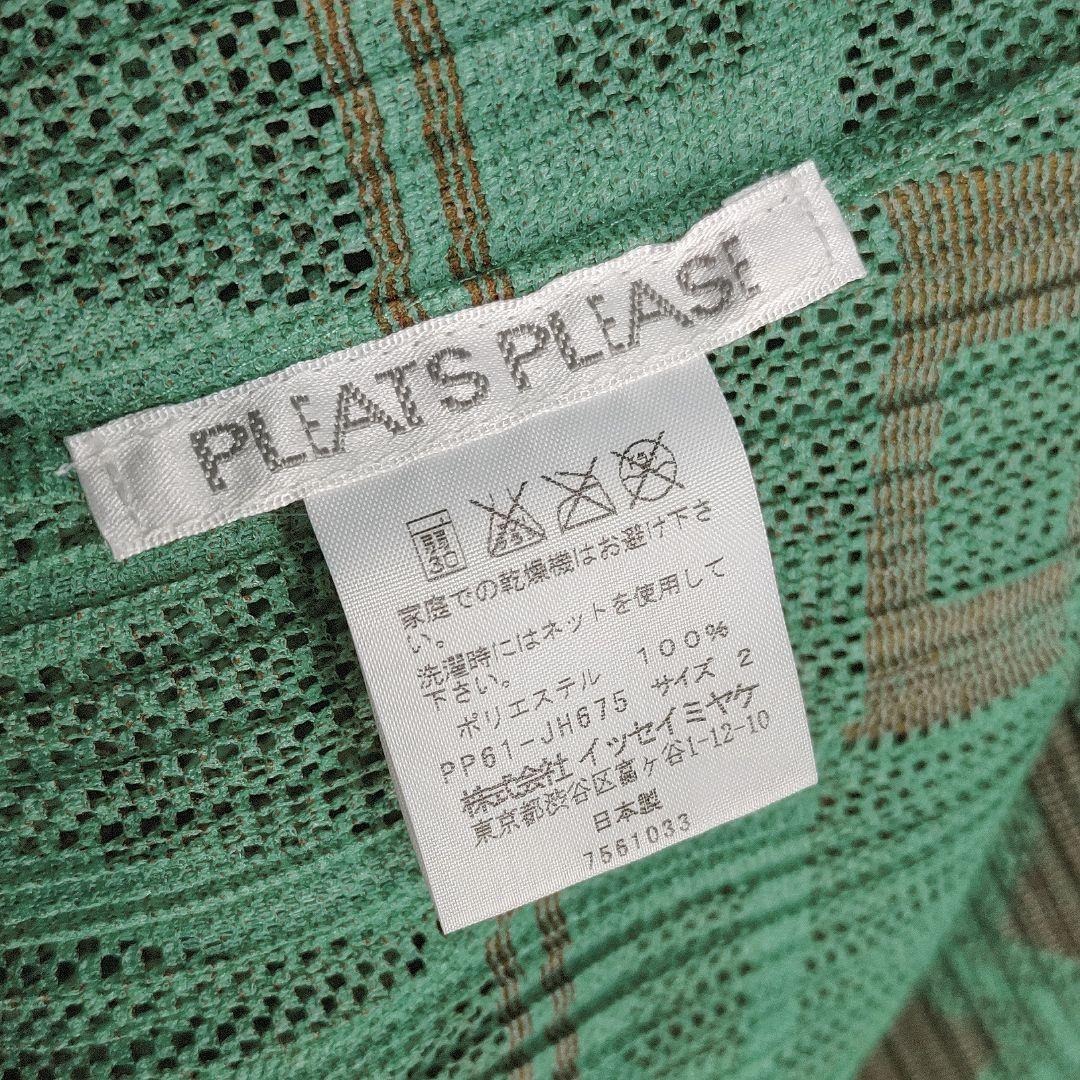 PLEATS PLEASE
30
家庭での乾燥機はお避け下さ
い。
洗濯時にはネットを使用して
下さい。
ポリエステル 100%
PP61-JH675 サイズ 2
株式会社 イッセイミヤケ
東京都渋谷区富ケ谷1-12-10
日本製
7561033